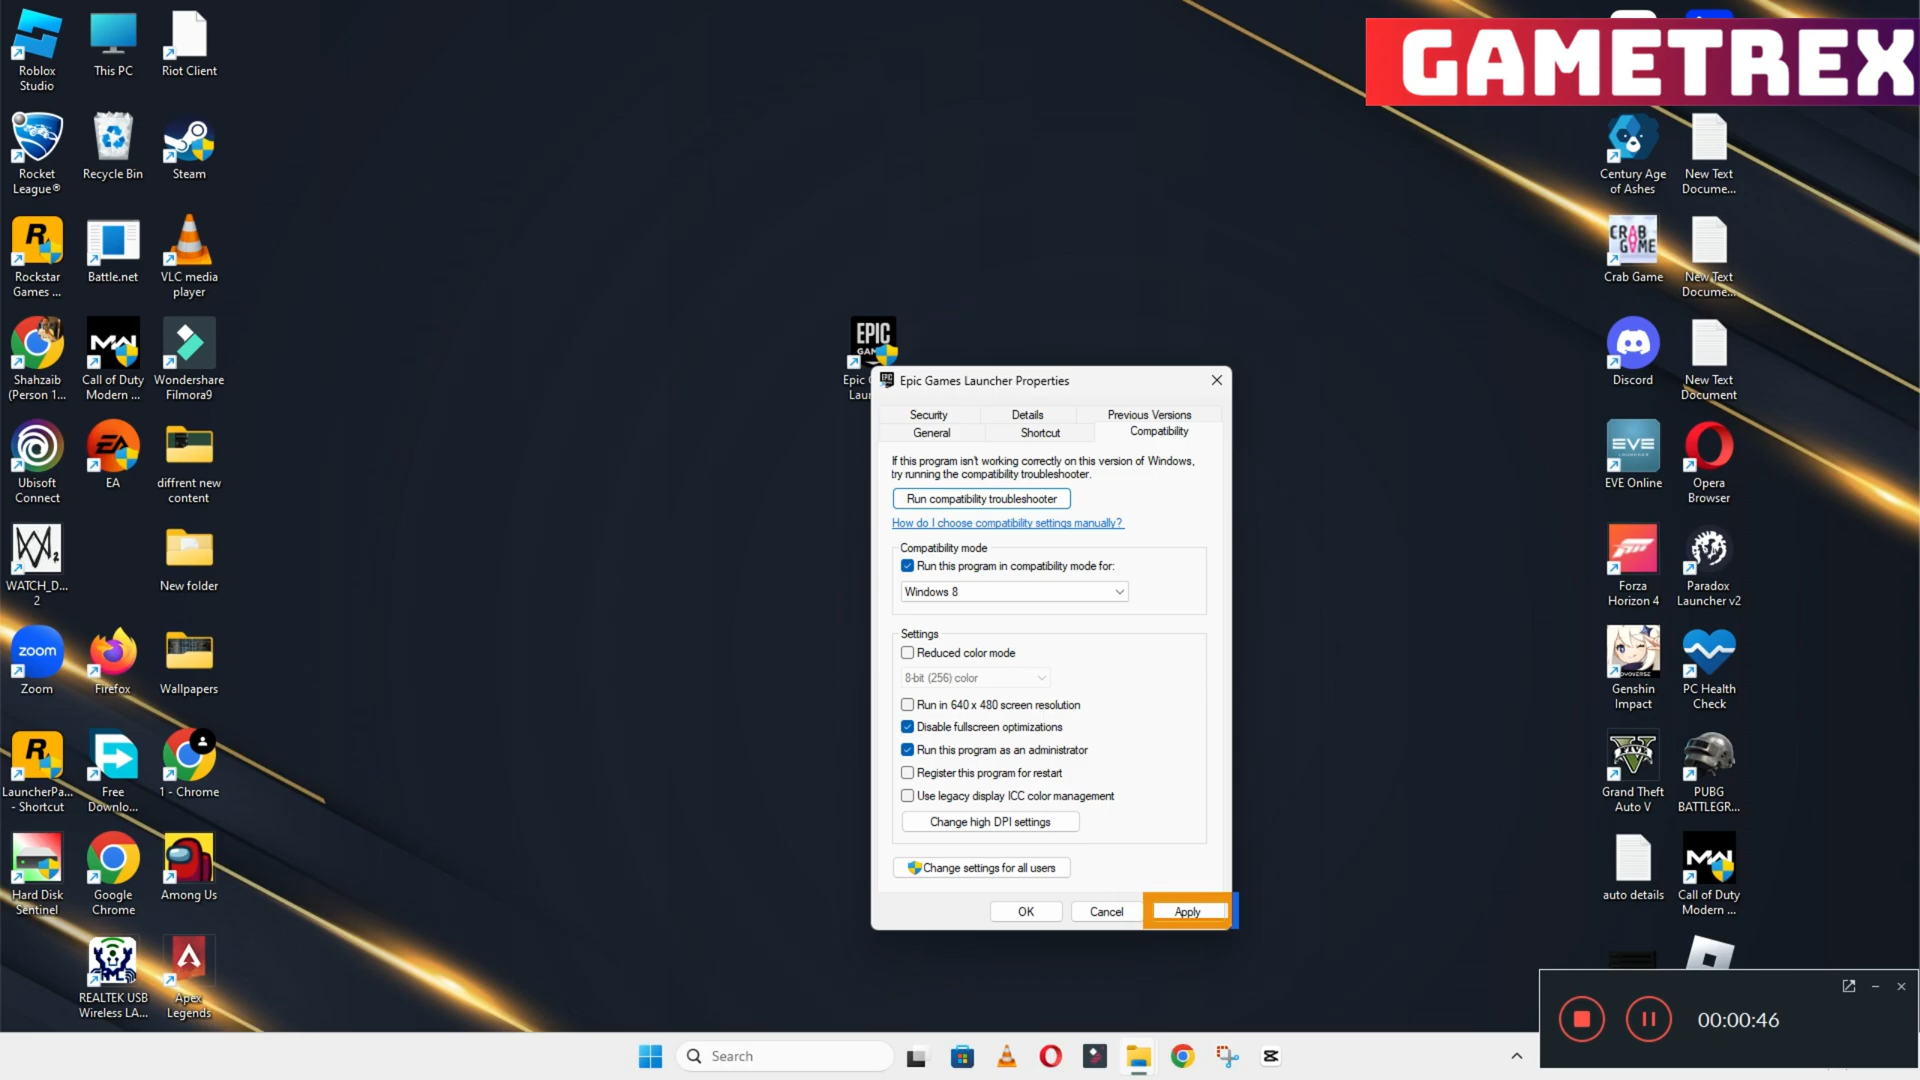 GAMETREX
Roblox
Studio
This PC
Riot Client
Rocket
League®
Recycle Bin
Steam
Rockstar
Games ...
Battle.net
VLC media
player
Shahzaib
(Person 1...
Call of Duty
Modern ...
Wondershare
Filmora9
Ubisoft
Connect
EA
diffrent new
content
WATCH_D...
2
New folder
zoom
Zoom
Firefox
Wallpapers
LauncherPa...
- Shortcut
Free
Downlo...
1 - Chrome
Hard Disk
Sentinel
Google
Chrome
Among Us
REALTEK USB
Wireless LA...
Apex
Legends
EPIC
Epic Games Launcher Properties
Security
Details
Previous Versions
General
Shortcut
Compatibility
If this program isn't working correctly on this version of Windows,
try running the compatibility troubleshooter.
Run compatibility troubleshooter
How do I choose compatibility settings manually?
Compatibility mode
Run this program in compatibility mode for:
Windows 8
Settings
Reduced color mode
8-bit (256) color
Run in 640 x 480 screen resolution
Disable fullscreen optimizations
Run this program as an administrator
Register this program for restart
Use legacy display ICC color management
Change high DPI settings
Change settings for all users
OK
Cancel
Apply
Century Age
of Ashes
New Text
Docume...
CRAB
GAME
Crab Game
New Text
Docume...
Discord
New Text
Document
EVE
EVE Online
Opera
Browser
Forza
Horizon 4
Paradox
Launcher v2
Genshin
Impact
PC Health
Check
Grand Theft
Auto V
PUBG
BATTLEGR...
auto details
Call of Duty
Modern ...
00:00:46
Search